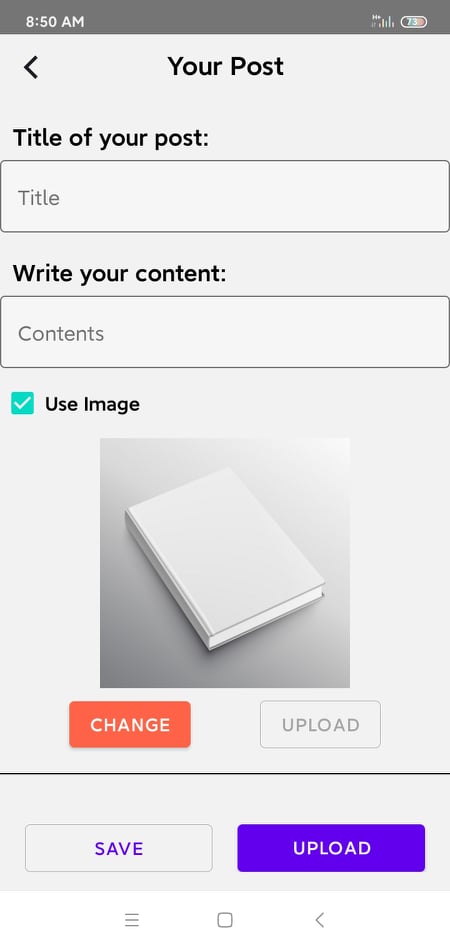 8:50 AM
73
Your Post
Title of your post:
Title
Write your content:
Contents
Use Image
CHANGE
UPLOAD
SAVE
UPLOAD